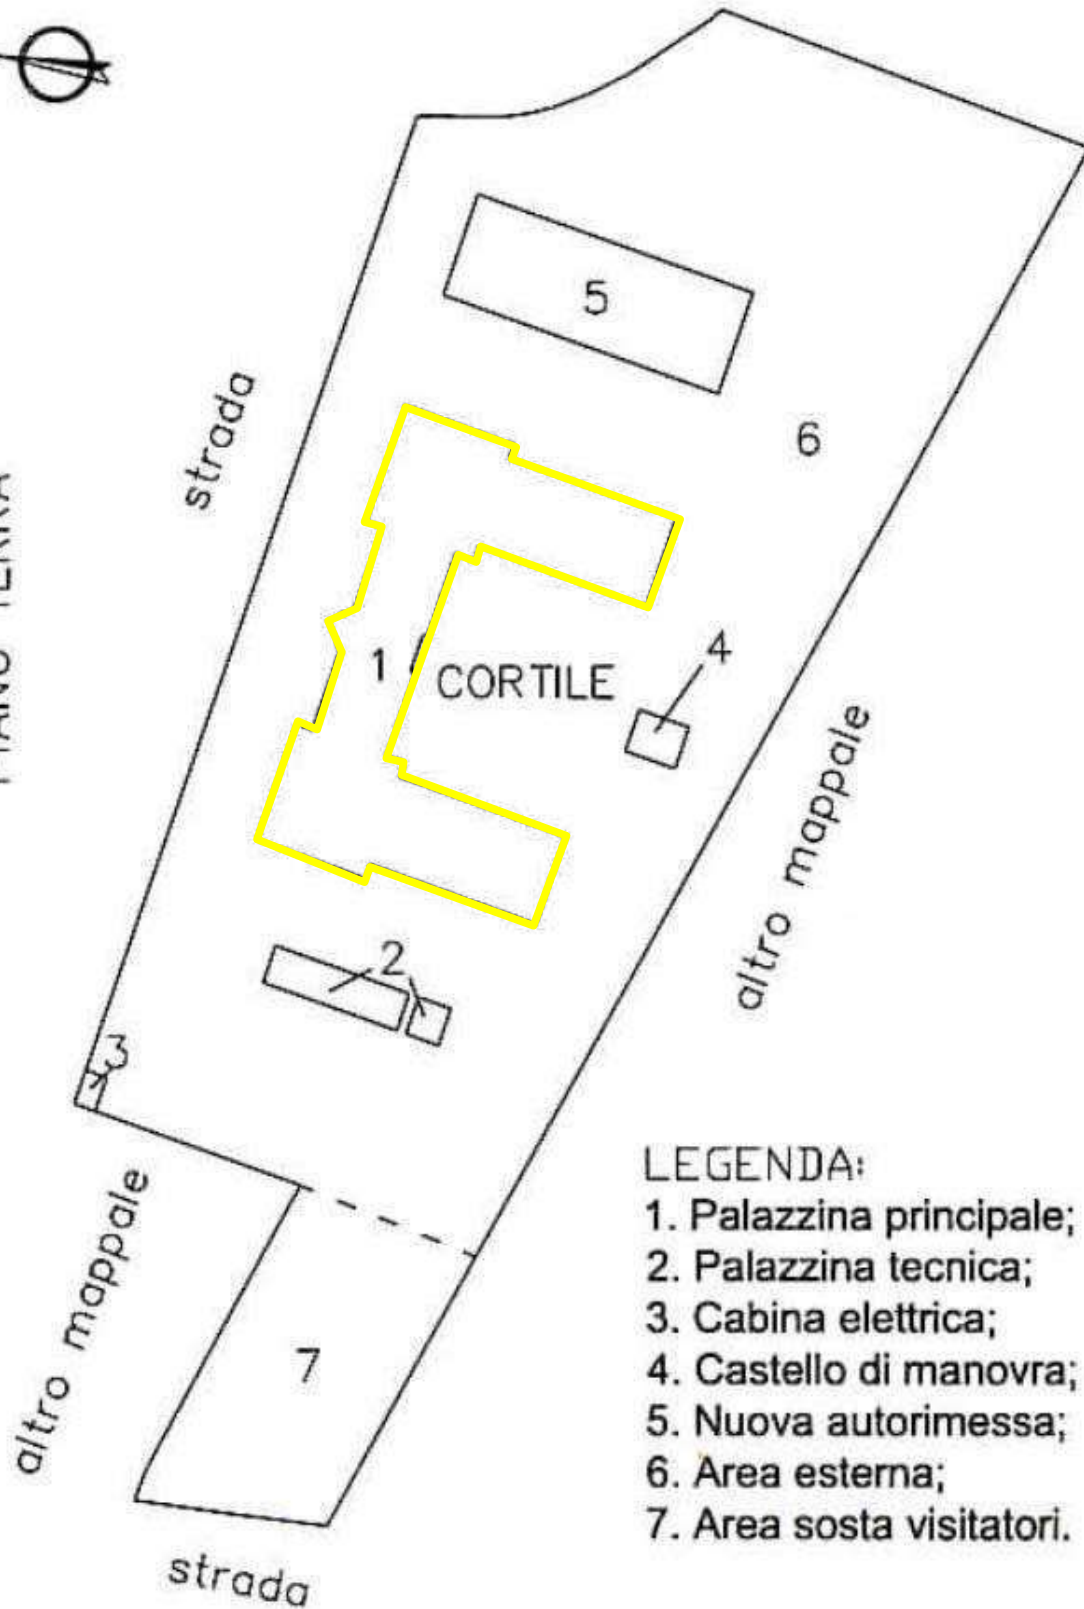 5
strada
6
4
1
CORTILE
altro mappale
2
3
altro mappale
7
strada
LEGENDA:
1. Palazzina principale;
2. Palazzina tecnica;
3. Cabina elettrica;
4. Castello di manovra;
5. Nuova autorimessa;
6. Area esterna;
7. Area sosta visitatori.